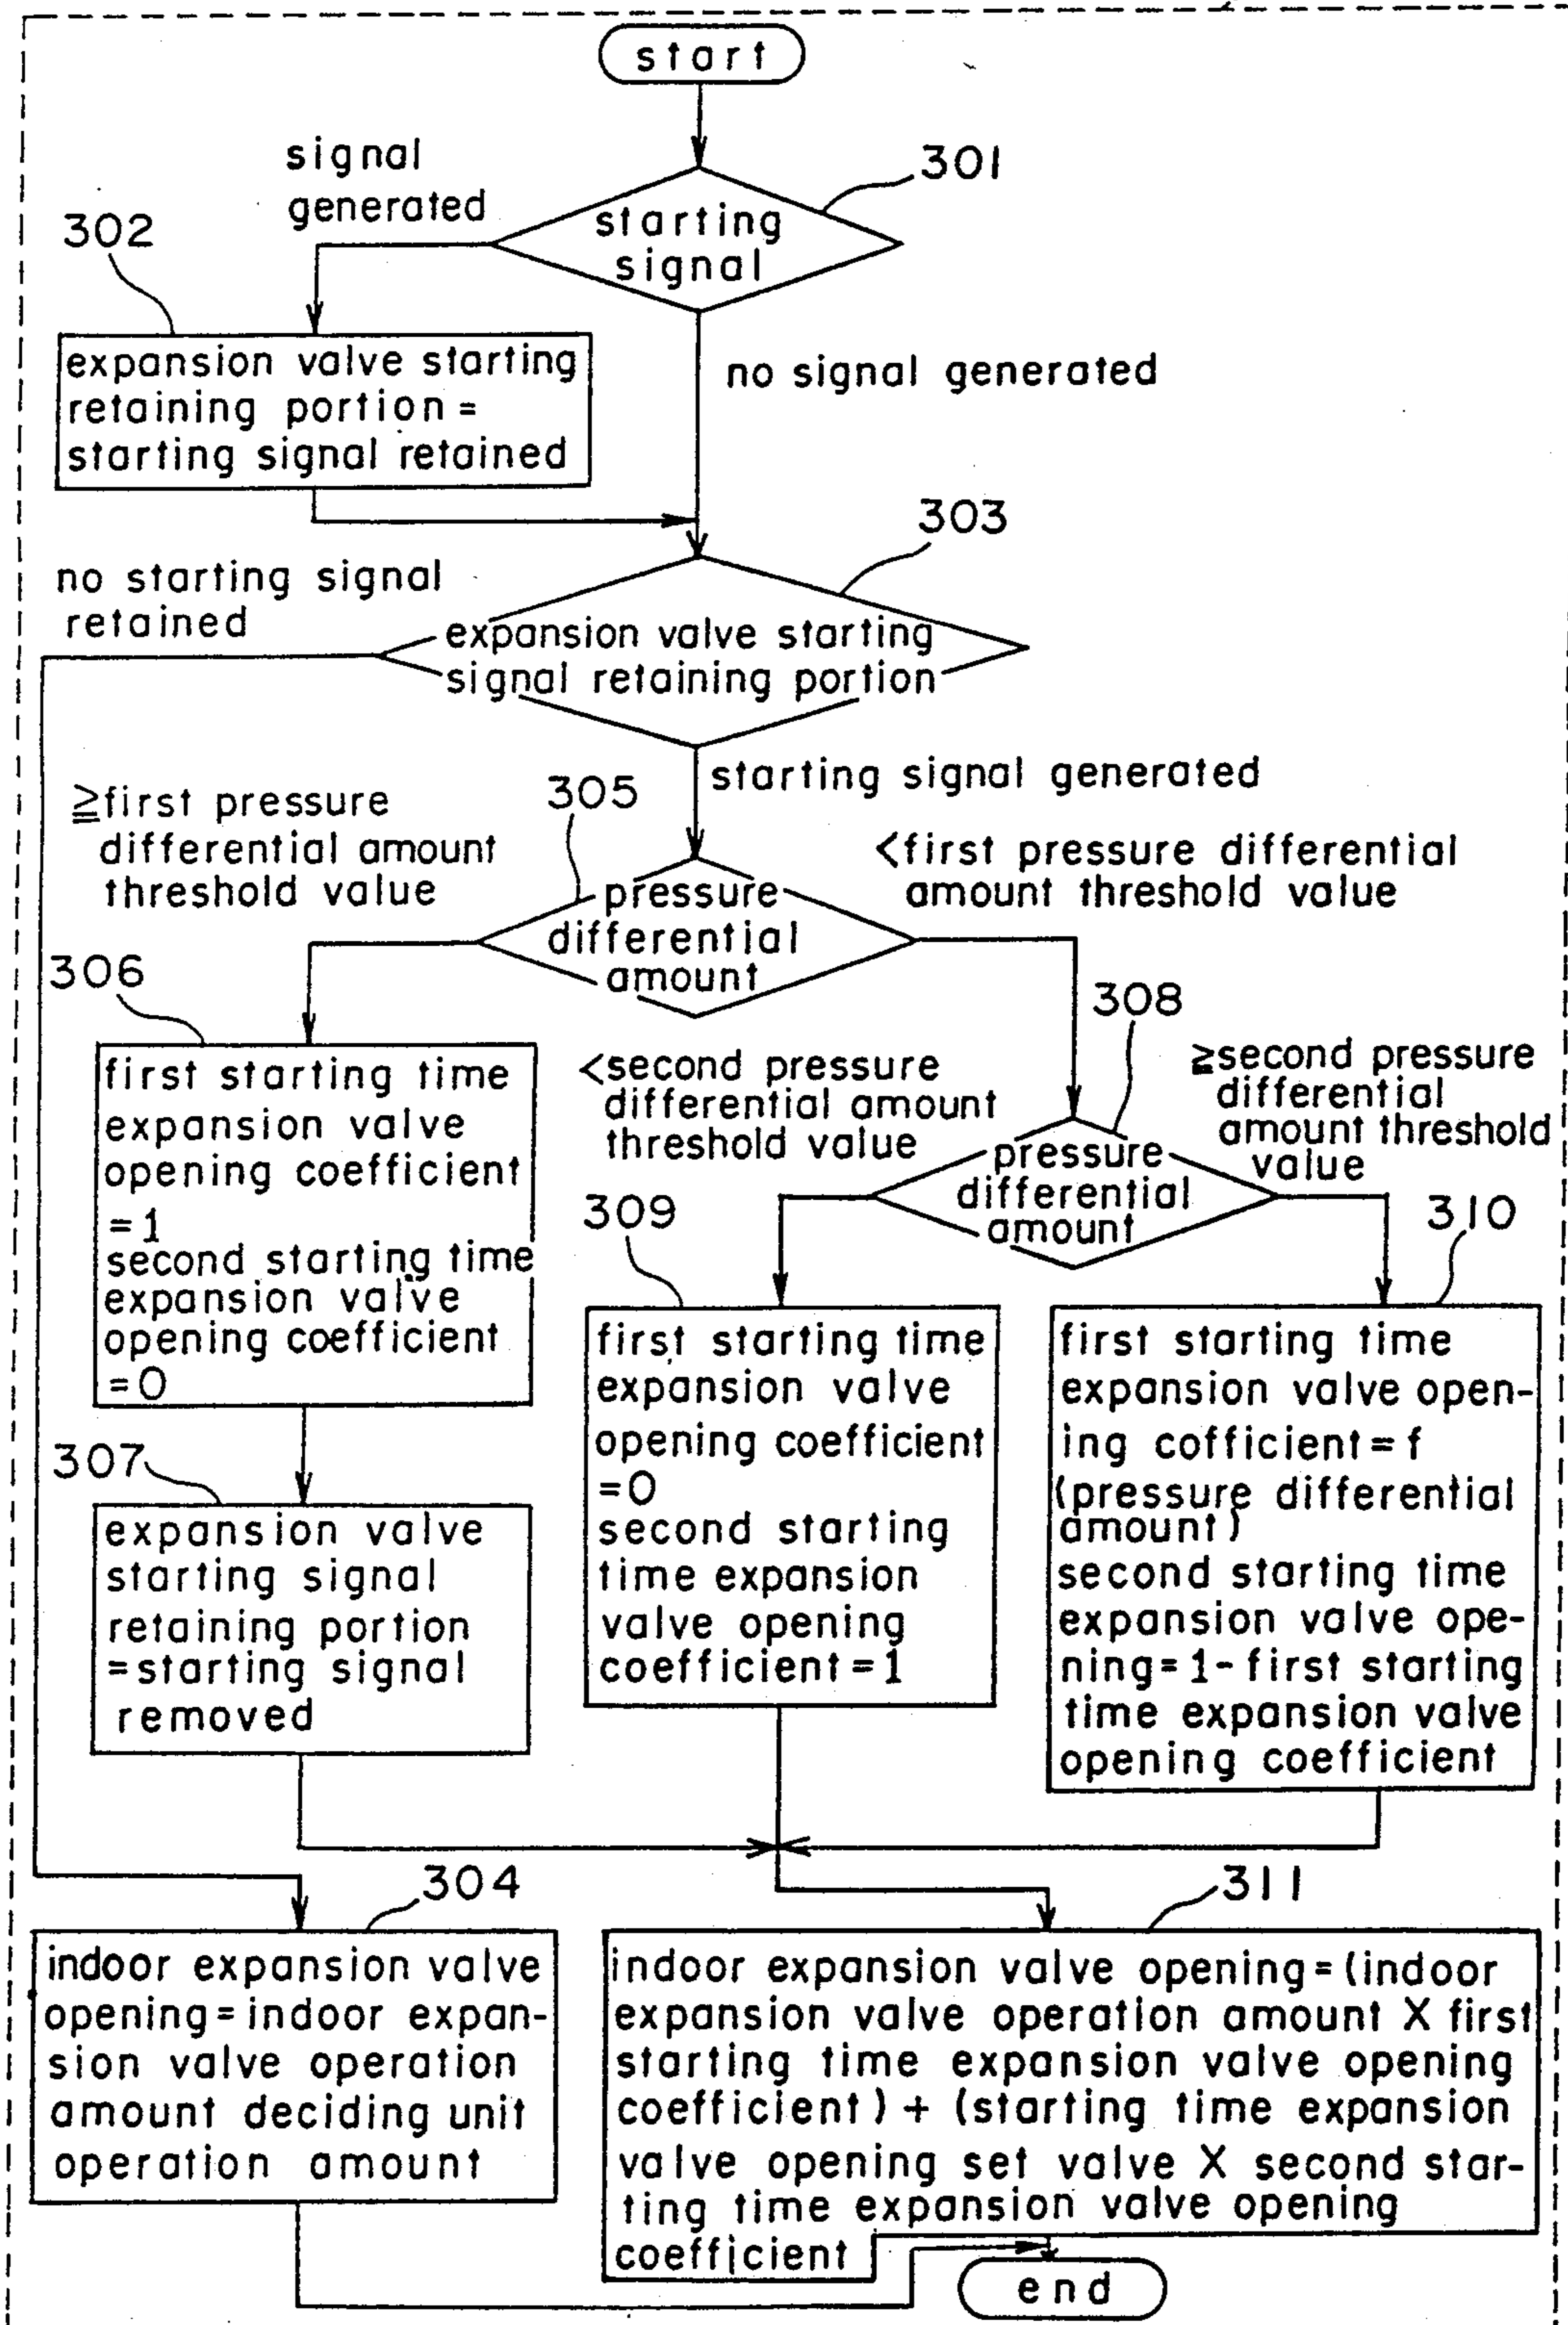 start
301
signal
generated
starting
signal
302
expansion valve starting
retaining portion =
starting signal retained
no signal generated
303
no starting signal
retained
expansion valve starting
signal retaining portion
starting signal generated
305
≧first pressure
differential amount
threshold value
<first pressure differential
amount threshold value
pressure
differential
amount
306
308
first starting time
expansion valve
opening coefficient
=1
second starting time
expansion valve
opening coefficient
=0
<second pressure
differential amount
threshold value
≧second pressure
differential
amount threshold
value
pressure
differential
amount
309
310
307
expansion valve
starting signal
retaining portion
=starting signal
removed
first starting time
expansion valve
opening coefficient
=0
second starting
time expansion
valve opening
coefficient=1
first starting time
expansion valve open-
ing cofficient=f
(pressure differential
amount)
second starting time
expansion valve ope-
ning=1-first starting
time expansion valve
opening coefficient
304
311
indoor expansion valve
opening=indoor expan-
sion valve operation
amount deciding unit
operation amount
indoor expansion valve opening=(indoor
expansion valve operation amount X first
starting time expansion valve opening
coefficient) + (starting time expansion
valve opening set valve X second star-
ting time expansion valve opening
coefficient
end